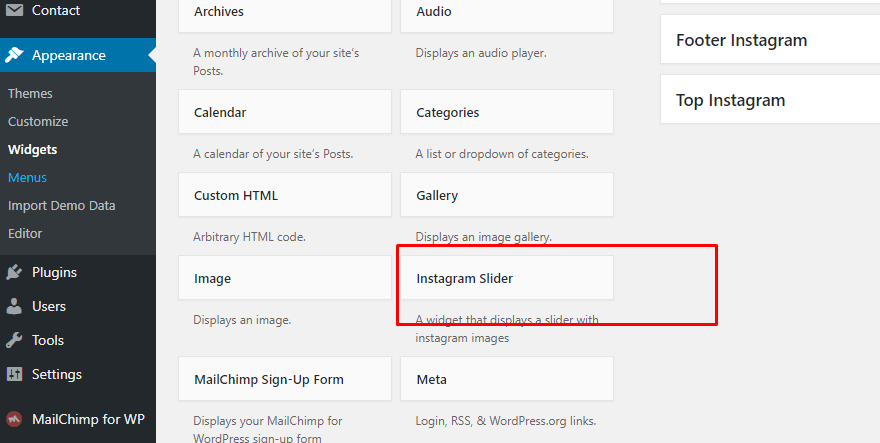 Contact
Appearance
Themes
Customize
Widgets
Menus
Import Demo Data
Editor
Plugins
Users
Tools
Settings
MailChimp for WP
Archives
A monthly archive of your site's
Posts.
Audio
Displays an audio player.
Calendar
A calendar of your site's Posts.
Categories
A list or dropdown of categories.
Custom HTML
Arbitrary HTML code.
Gallery
Displays an image gallery.
Image
Displays an image.
Instagram Slider
A widget that displays a slider with
instagram images
MailChimp Sign-Up Form
Displays your MailChimp for
WordPress sign-up form
Meta
Login, RSS, & WordPress.org links.
Footer Instagram
Top Instagram